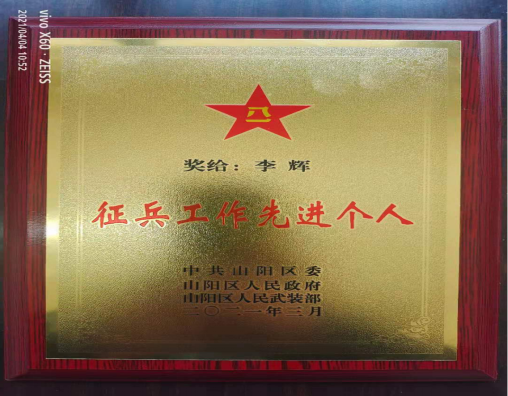 vivo X60 · ZEISS
2021/04/04 10:52
八一
奖给：李辉
征兵工作先进个人
中共山阳区委
山阳区人民政府
山阳区人民武装部
二〇二一年三月